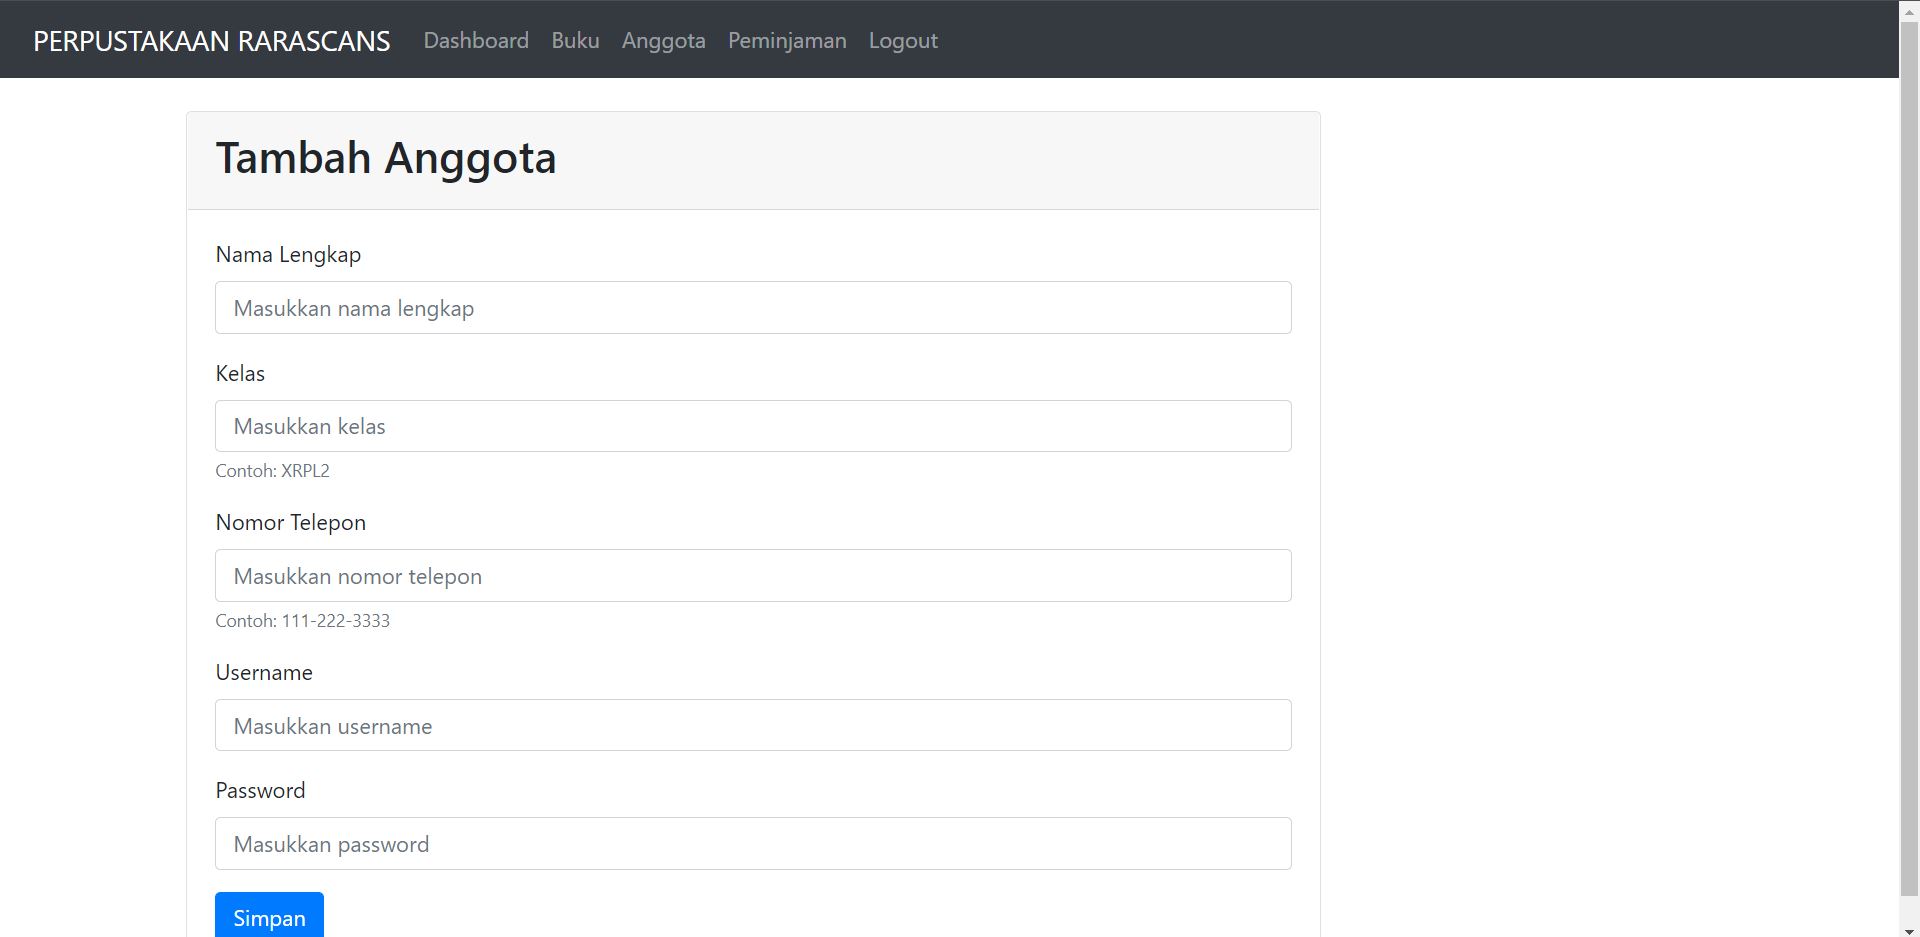 PERPUSTAKAAN RARASCANS Dashboard Buku Anggota Peminjaman Logout
Tambah Anggota
Nama Lengkap
Masukkan nama lengkap
Kelas
Masukkan kelas
Contoh: XRPL2
Nomor Telepon
Masukkan nomor telepon
Contoh: 111-222-3333
Username
Masukkan username
Password
Masukkan password
Simpan